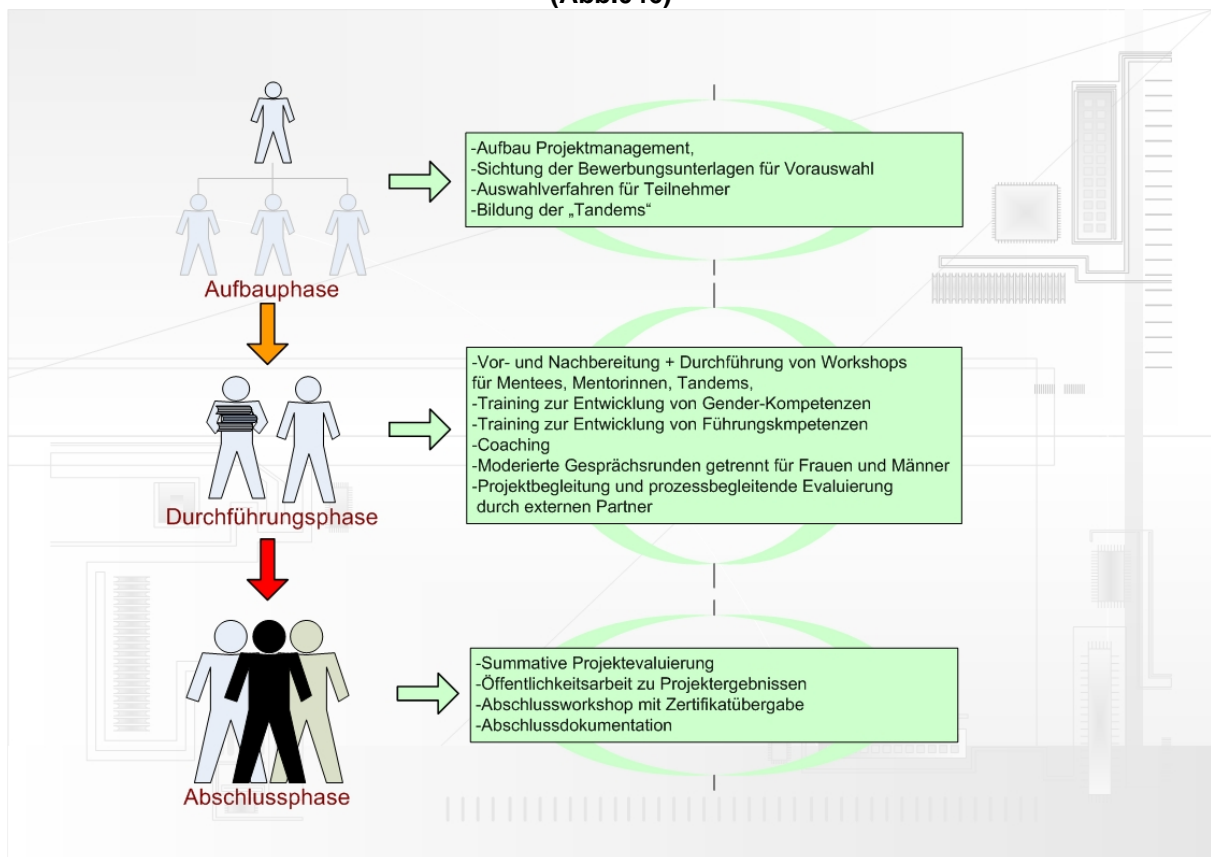 -Aufbau Projektmanagement,
-Sichtung der Bewerbungsunterlagen für Vorauswahl
-Auswahlverfahren für Teilnehmer
-Bildung der „Tandems“
Aufbauphase
-Vor- und Nachbereitung + Durchführung von Workshops
für Mentees, Mentorinnen, Tandems,
-Training zur Entwicklung von Gender-Kompetenzen
-Training zur Entwicklung von Führungskmpetenzen
-Coaching
-Moderierte Gesprächsrunden getrennt für Frauen und Männer
-Projektbegleitung und prozessbegleitende Evaluierung
durch externen Partner
Durchführungsphase
-Summative Projektevaluierung
-Öffentlichkeitsarbeit zu Projektergebnissen
-Abschlussworkshop mit Zertifikatübergabe
-Abschlussdokumentation
Abschlussphase